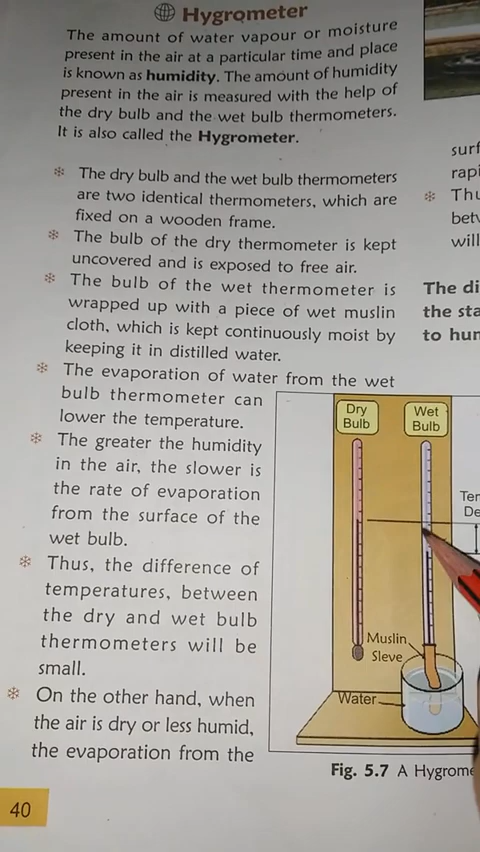 Hygrometer
The amount of water vapour or moisture
present in the air at a particular time and place
is known as humidity. The amount of humidity
present in the air is measured with the help of
the dry bulb and the wet bulb thermometers.
It is also called the Hygrometer.
The dry bulb and the wet bulb thermometers
are two identical thermometers, which are
fixed on a wooden frame.
The bulb of the dry thermometer is kept
uncovered and is exposed to free air.
The bulb of the wet thermometer is
wrapped up with a piece of wet muslin
cloth, which is kept continuously moist by
keeping it in distilled water.
The evaporation of water from the wet
bulb thermometer can
lower the temperature.
The greater the humidity
in the air, the slower is
the rate of evaporation
from the surface of the
wet bulb.
Thus, the difference of
temperatures, between
the dry and wet bulb
thermometers will be
small.
On the other hand, when
the air is dry or less humid,
the evaporation from the
40
surf
rapi
Thu
betw
will
The di
the sta
to hum
Dry
Bulb
Wet
Bulb
Muslin
Sleve
Water
Fig. 5.7 A Hygrome